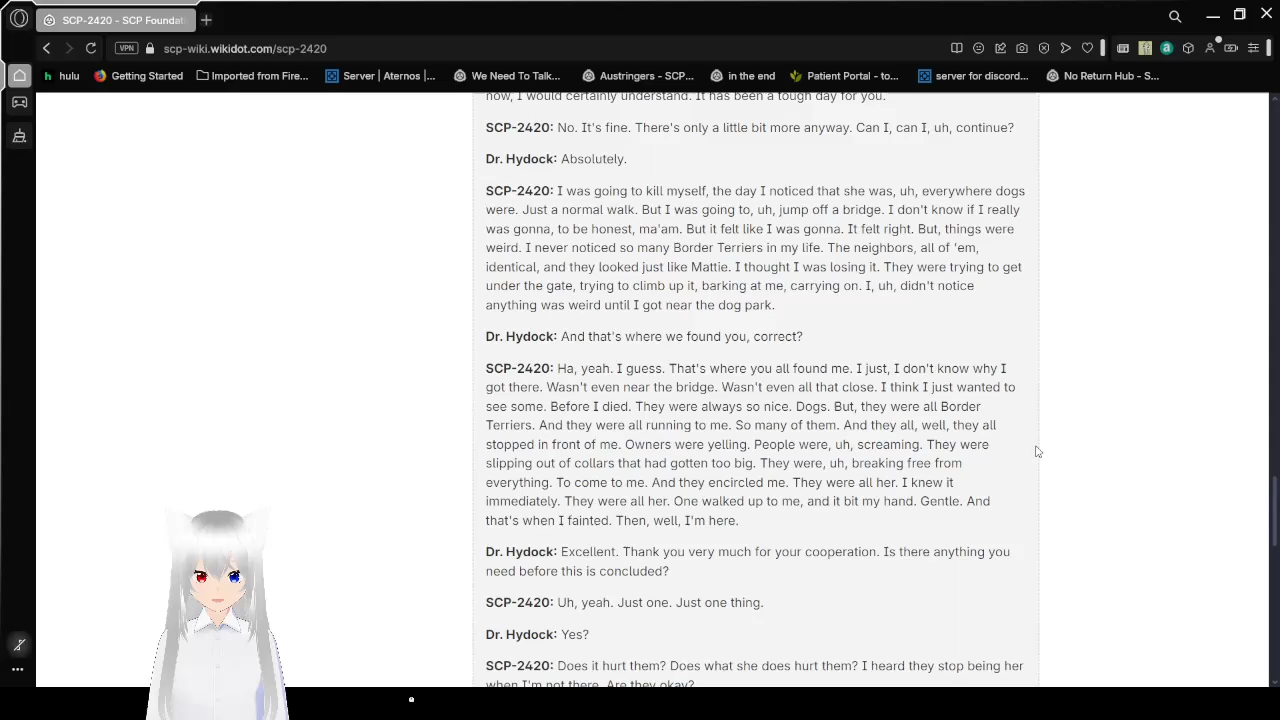 SCP-2420 - SCP Foundat
scp-wiki.wikidot.com/scp-2420
VPN
h hulu
Getting Started
Imported from Fire...
Server | Aternos |...
We Need To Talk...
Austringers - SCP...
in the end
Patient Portal - to...
server for discord...
No Return Hub - S...
now, I would certainly understand. It has been a tough day for you.
SCP-2420: No. It's fine. There's only a little bit more anyway. Can I, can I, uh, continue?
Dr. Hydock: Absolutely.
SCP-2420: I was going to kill myself, the day I noticed that she was, uh, everywhere dogs
were. Just a normal walk. But I was going to, uh, jump off a bridge. I don't know if I really
was gonna, to be honest, ma'am. But it felt like I was gonna. It felt right. But, things were
weird. I never noticed so many Border Terriers in my life. The neighbors, all of 'em,
identical, and they looked just like Mattie. I thought I was losing it. They were trying to get
under the gate, trying to climb up it, barking at me, carrying on. I, uh, didn't notice
anything was weird until I got near the dog park.
Dr. Hydock: And that's where we found you, correct?
SCP-2420: Ha, yeah. I guess. That's where you all found me. I just, I don't know why I
got there. Wasn't even near the bridge. Wasn't even all that close. I think I just wanted to
see some. Before I died. They were always so nice. Dogs. But, they were all Border
Terriers. And they were all running to me. So many of them. And they all, well, they all
stopped in front of me. Owners were yelling. People were, uh, screaming. They were
slipping out of collars that had gotten too big. They were, uh, breaking free from
everything. To come to me. And they encircled me. They were all her. I knew it
immediately. They were all her. One walked up to me, and it bit my hand. Gentle. And
that's when I fainted. Then, well, I'm here.
Dr. Hydock: Excellent. Thank you very much for your cooperation. Is there anything you
need before this is concluded?
SCP-2420: Uh, yeah. Just one. Just one thing.
Dr. Hydock: Yes?
SCP-2420: Does it hurt them? Does what she does hurt them? I heard they stop being her
when I'm not there. Are they okay?